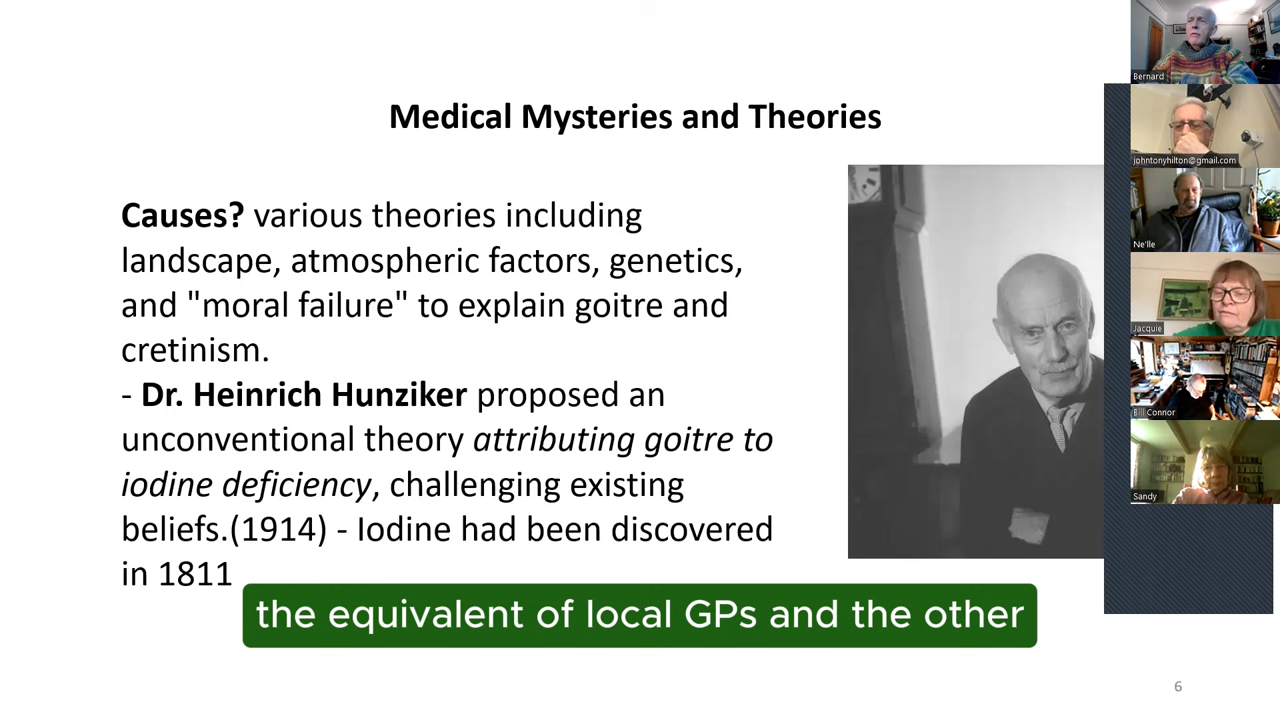 Medical Mysteries and Theories
Causes? various theories including
landscape, atmospheric factors, genetics,
and "moral failure" to explain goitre and
cretinism.
- Dr. Heinrich Hunziker proposed an
unconventional theory attributing goitre to
iodine deficiency, challenging existing
beliefs.(1914) - Iodine had been discovered
in 1811
the equivalent of local GPs and the other
6
Bernard
johntonyhilton@gmail.com
Ne'lle
Jacquie
Bill Connor
Sandy